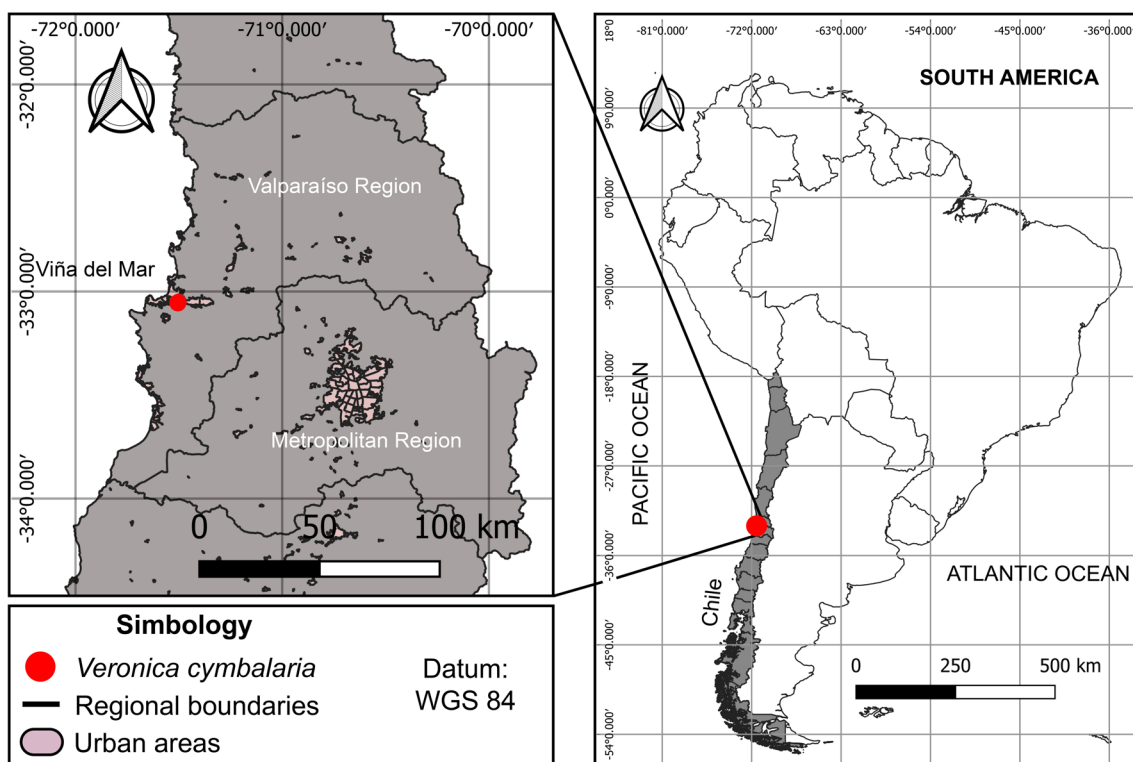 -72°0.000′ -71°0.000′ -70°0.000′
-32°0.000′
-33°0.000′
-34°0.000′
Valparaíso Region
Viña del Mar
Metropolitan Region
0 50 100 km
Simbology
Veronica cymbalaria
Regional boundaries
Urban areas
Datum:
WGS 84
-81°0.000′ -72°0.000′ -63°0.000′ -54°0.000′ -45°0.000′ -36°0.000′
18°0
9°0.000′
0°0.000′
-9°0.000′
-18°0.000′
-27°0.000′
-36°0.000′
-45°0.000′
-54°0.000′
SOUTH AMERICA
PACIFIC OCEAN
ATLANTIC OCEAN
Chile
0 250 500 km